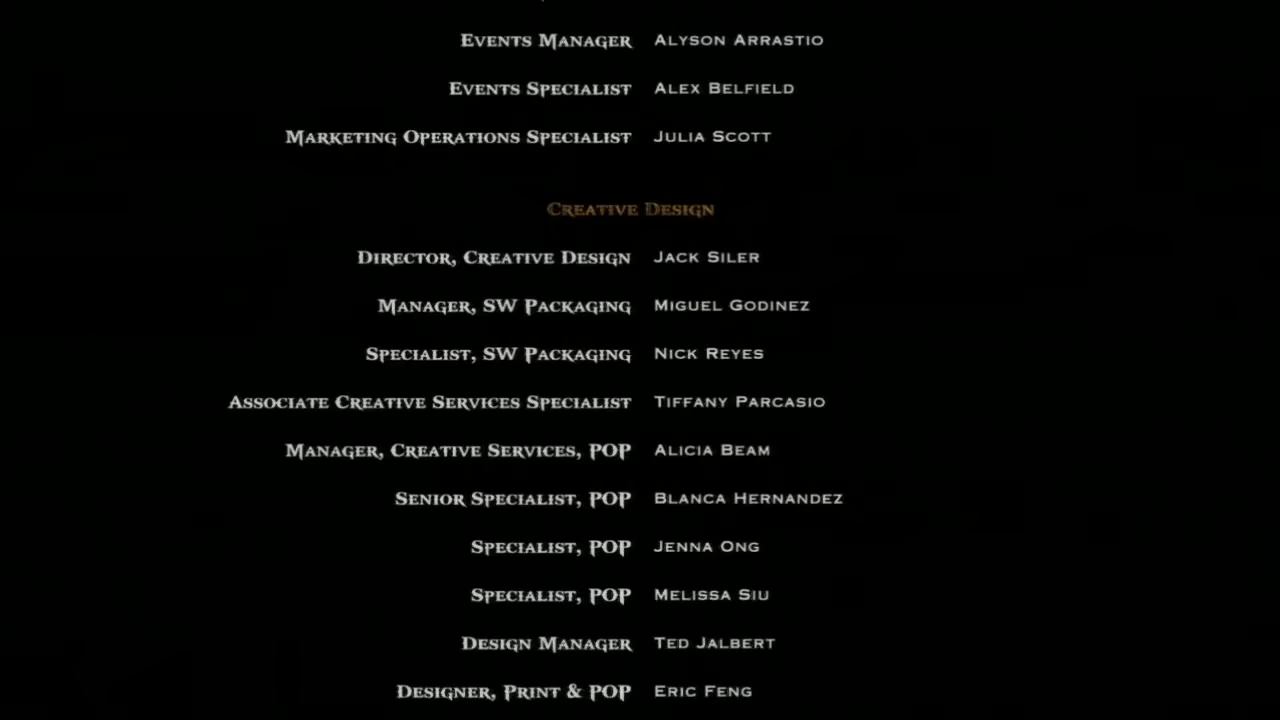 Events Manager Alyson Arrastio
Events Specialist Alex Belfield
Marketing Operations Specialist Julia Scott
Creative Design
Director, Creative Design Jack Siler
Manager, SW Packaging Miguel Godinez
Specialist, SW Packaging Nick Reyes
Associate Creative Services Specialist Tiffany Parcasio
Manager, Creative Services, POP Alicia Beam
Senior Specialist, POP Blanca Hernandez
Specialist, POP Jenna Ong
Specialist, POP Melissa Siu
Design Manager Ted Jalbert
Designer, Print & POP Eric Feng